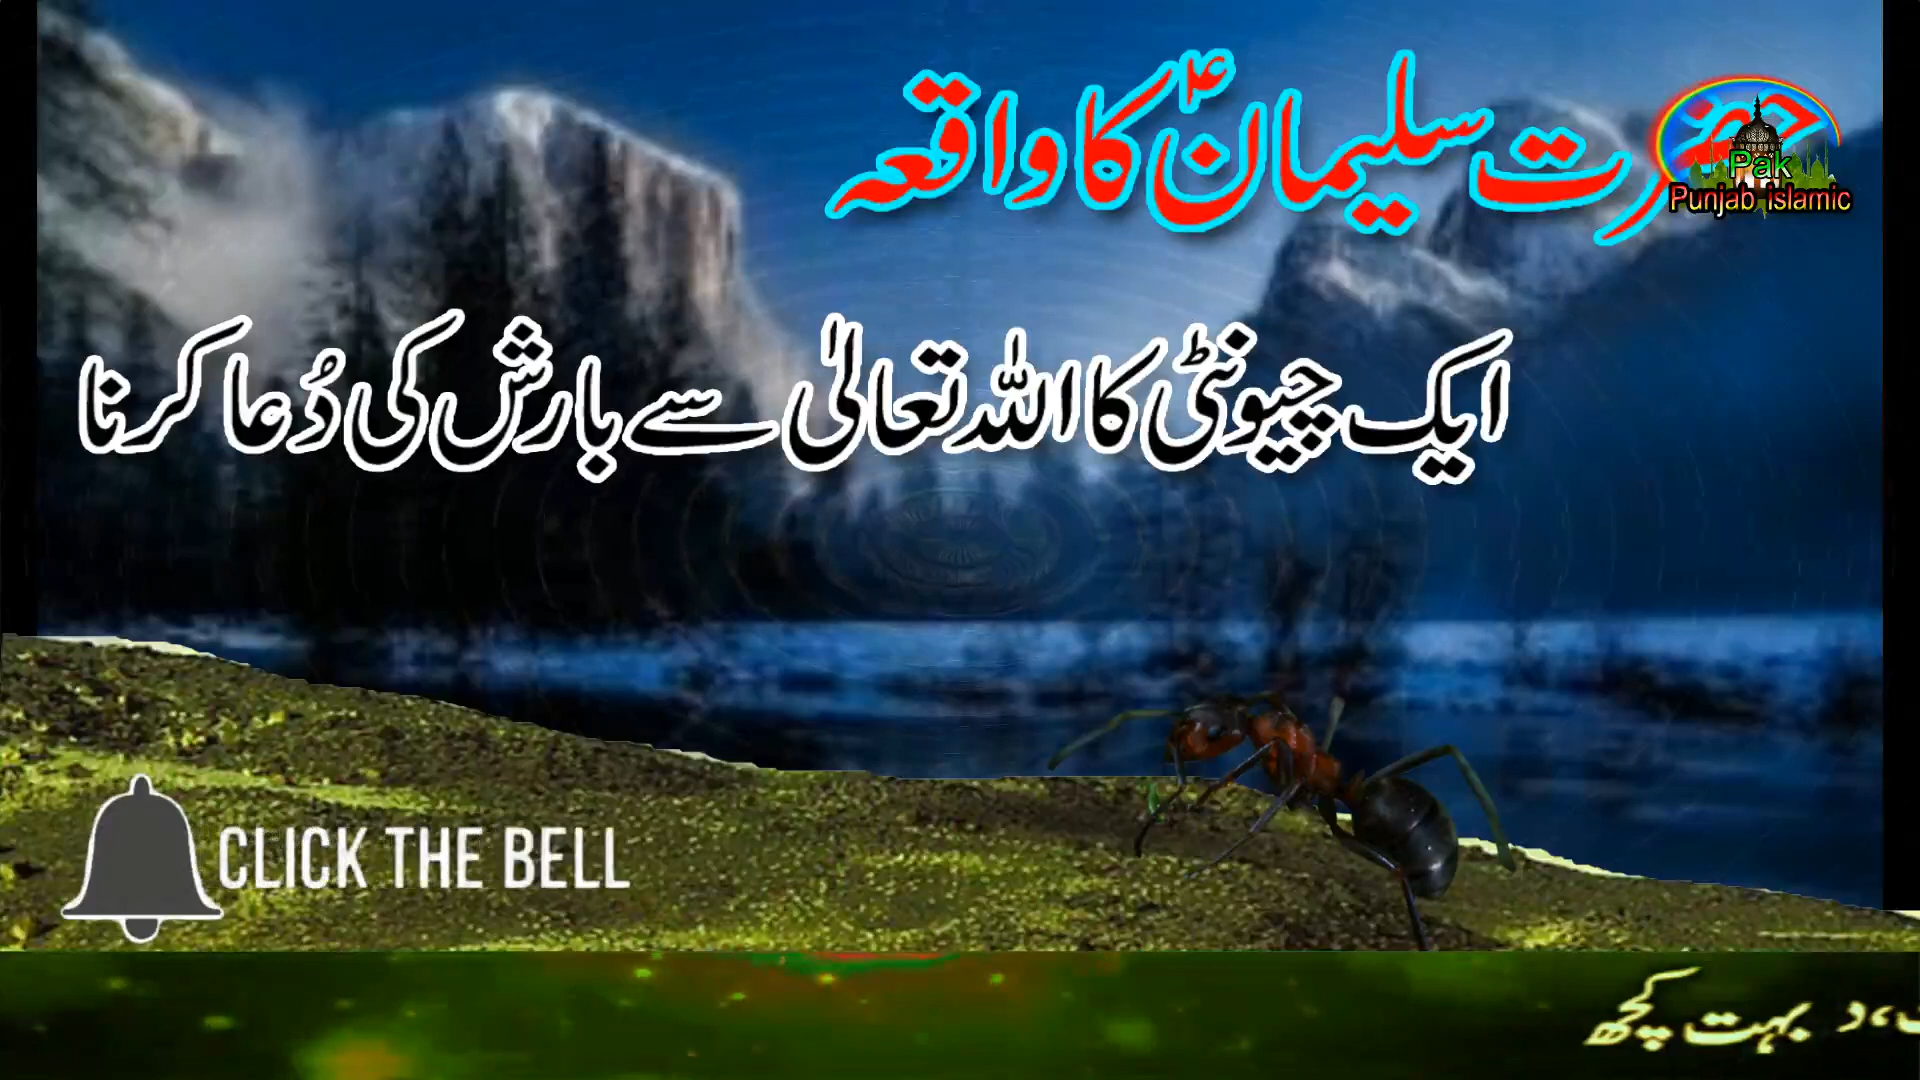 حضرت سلیمانؑ کا واقعہ
Pak
Punjab islamic
ایک چیونٹی کا اللہ تعالیٰ سے بارش کی دُعا کرنا
CLICK THE BELL
بہت کچھ